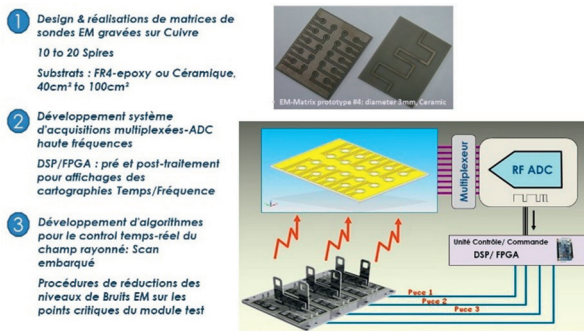 1
Design & réalisations de matrices de
sondes EM gravées sur Cuivre
10 to 20 Spires
Substrats : FR4-epoxy ou Céramique,
40cm² to 100cm²
2
Développement système
d'acquisitions multiplexées-ADC
haute fréquences
DSP/FPGA : pré et post-traitement
pour affichages des
cartographies Temps/Fréquence
3
Développement d'algorithmes
pour le control temps-réel du
champ rayonné: Scan
embarqué
Procédures de réductions des
niveaux de Bruits EM sur les
points critiques du module test
EM-Matrix prototype #4: diameter 3mm, Ceramic
Multiplexeur
RF ADC
Unité Contrôle/ Commande
DSP/ FPGA
Puce 1
Puce 2
Puce 3